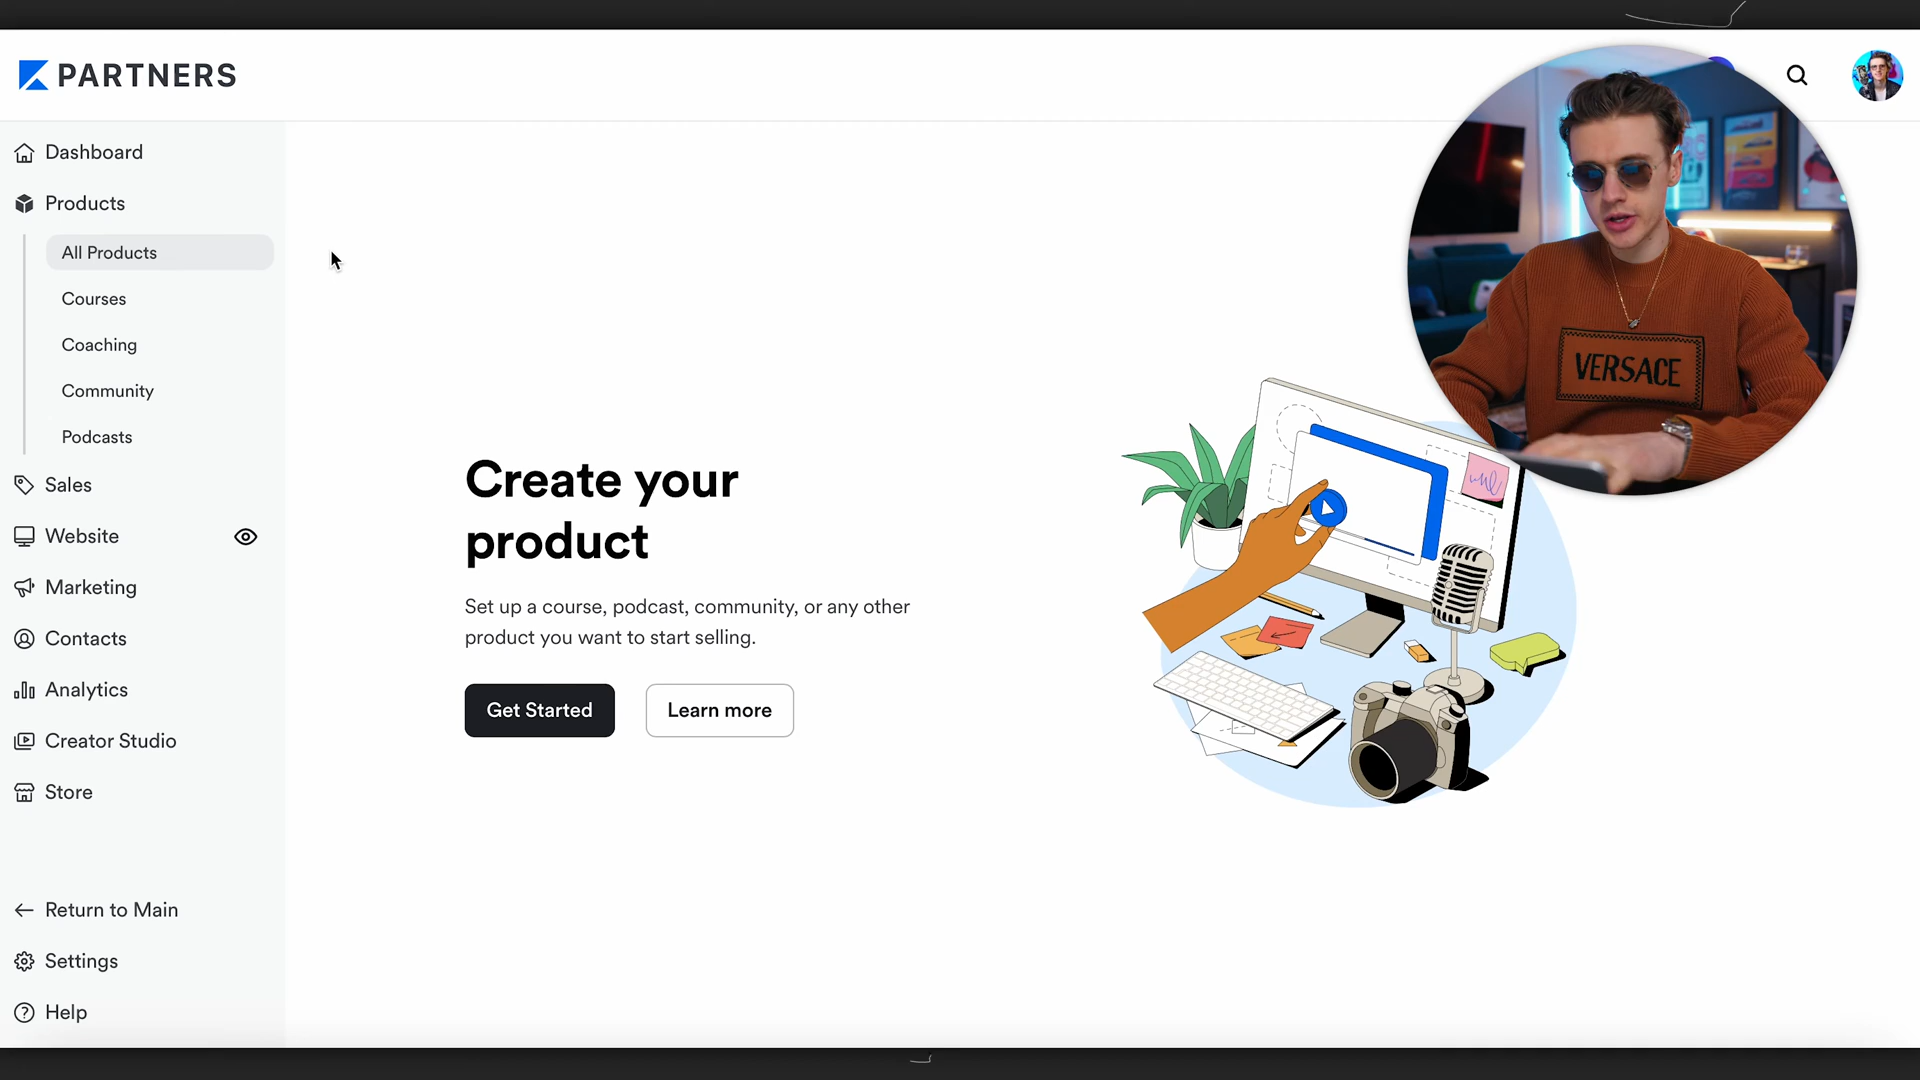 PARTNERS
Dashboard
Products
All Products
Courses
Coaching
Community
Podcasts
Sales
Website
Marketing
Contacts
Analytics
Creator Studio
Store
Return to Main
Settings
Help
Create your
product
Set up a course, podcast, community, or any other
product you want to start selling.
Get Started
Learn more
VERSACE